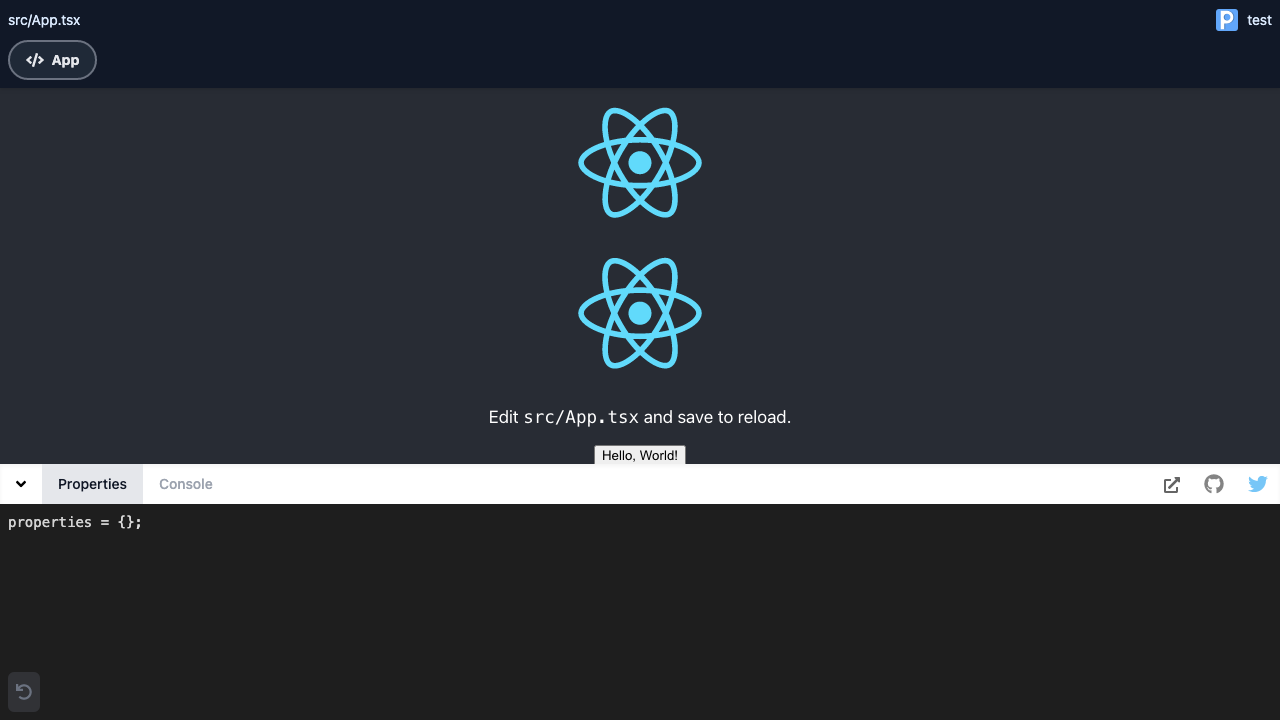 src/App.tsx
P test
</> App
Edit src/App.tsx and save to reload.
Hello, World!
Properties Console
properties = {};